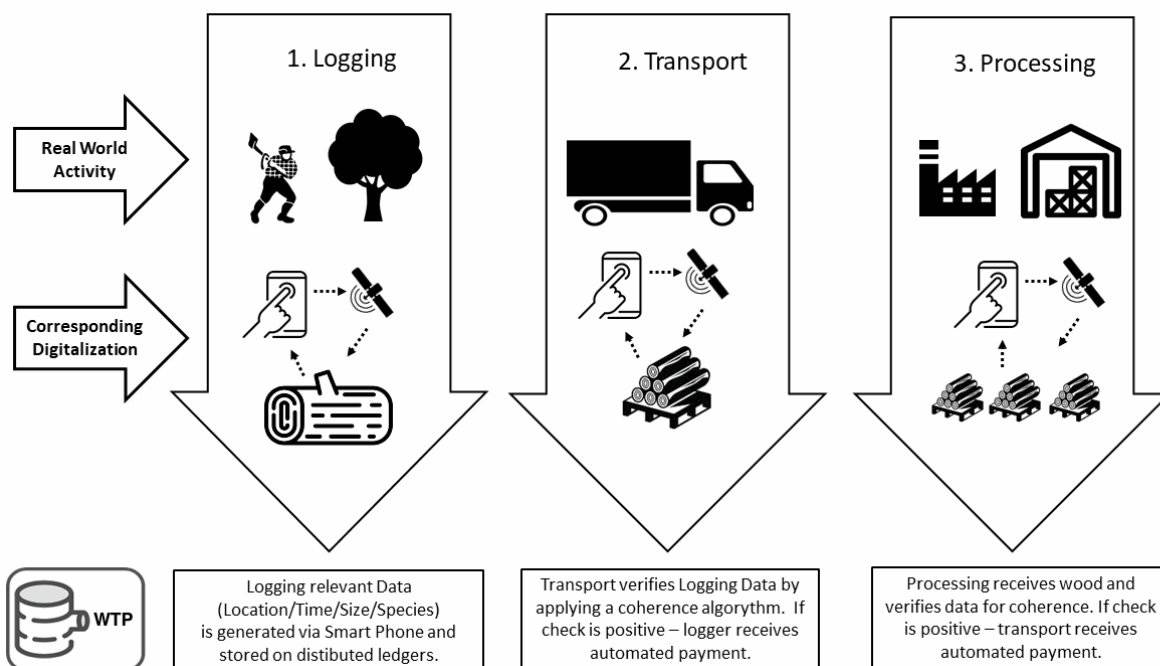 1. Logging
2. Transport
3. Processing
Real World
Activity
Corresponding
Digitalization
WTP
Logging relevant Data
(Location/Time/Size/Species)
is generated via Smart Phone and
stored on distibuted ledgers.
Transport verifies Logging Data by
applying a coherence algorythm. If
check is positive – logger receives
automated payment.
Processing receives wood and
verifies data for coherence. If check
is positive – transport receives
automated payment.